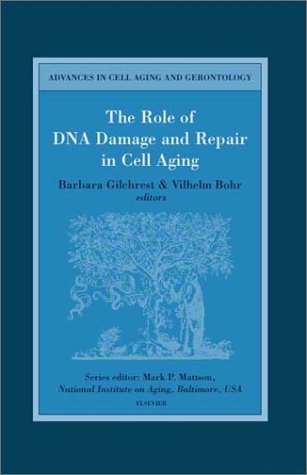 ADVANCES IN CELL AGING AND GERONTOLOGY
The Role of
DNA Damage and Repair
in Cell Aging
Barbara Gilchrest & Vilhelm Bohr
editors
Series editor: Mark P. Mattson,
National Institute on Aging, Baltimore, USA
ELSEVIER